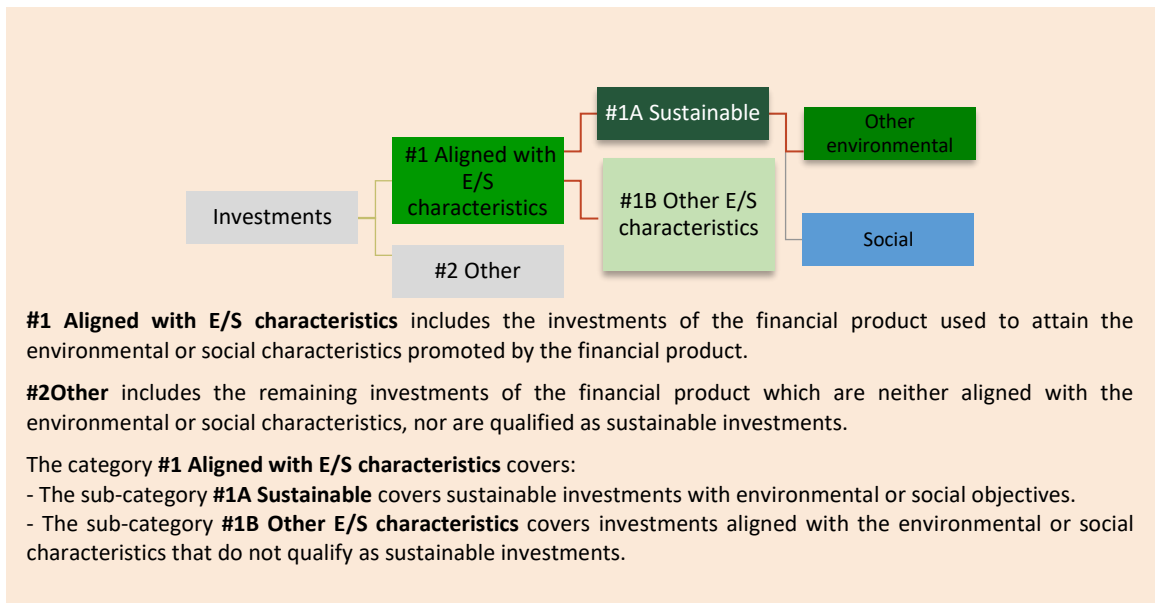 #1A Sustainable
Other
environmental
#1 Aligned with
E/S
characteristics
#1B Other E/S
characteristics
Investments
Social
#2 Other
#1 Aligned with E/S characteristics includes the investments of the financial product used to attain the
environmental or social characteristics promoted by the financial product.
#2Other includes the remaining investments of the financial product which are neither aligned with the
environmental or social characteristics, nor are qualified as sustainable investments.
The category #1 Aligned with E/S characteristics covers:
- The sub-category #1A Sustainable covers sustainable investments with environmental or social objectives.
- The sub-category #1B Other E/S characteristics covers investments aligned with the environmental or social
characteristics that do not qualify as sustainable investments.